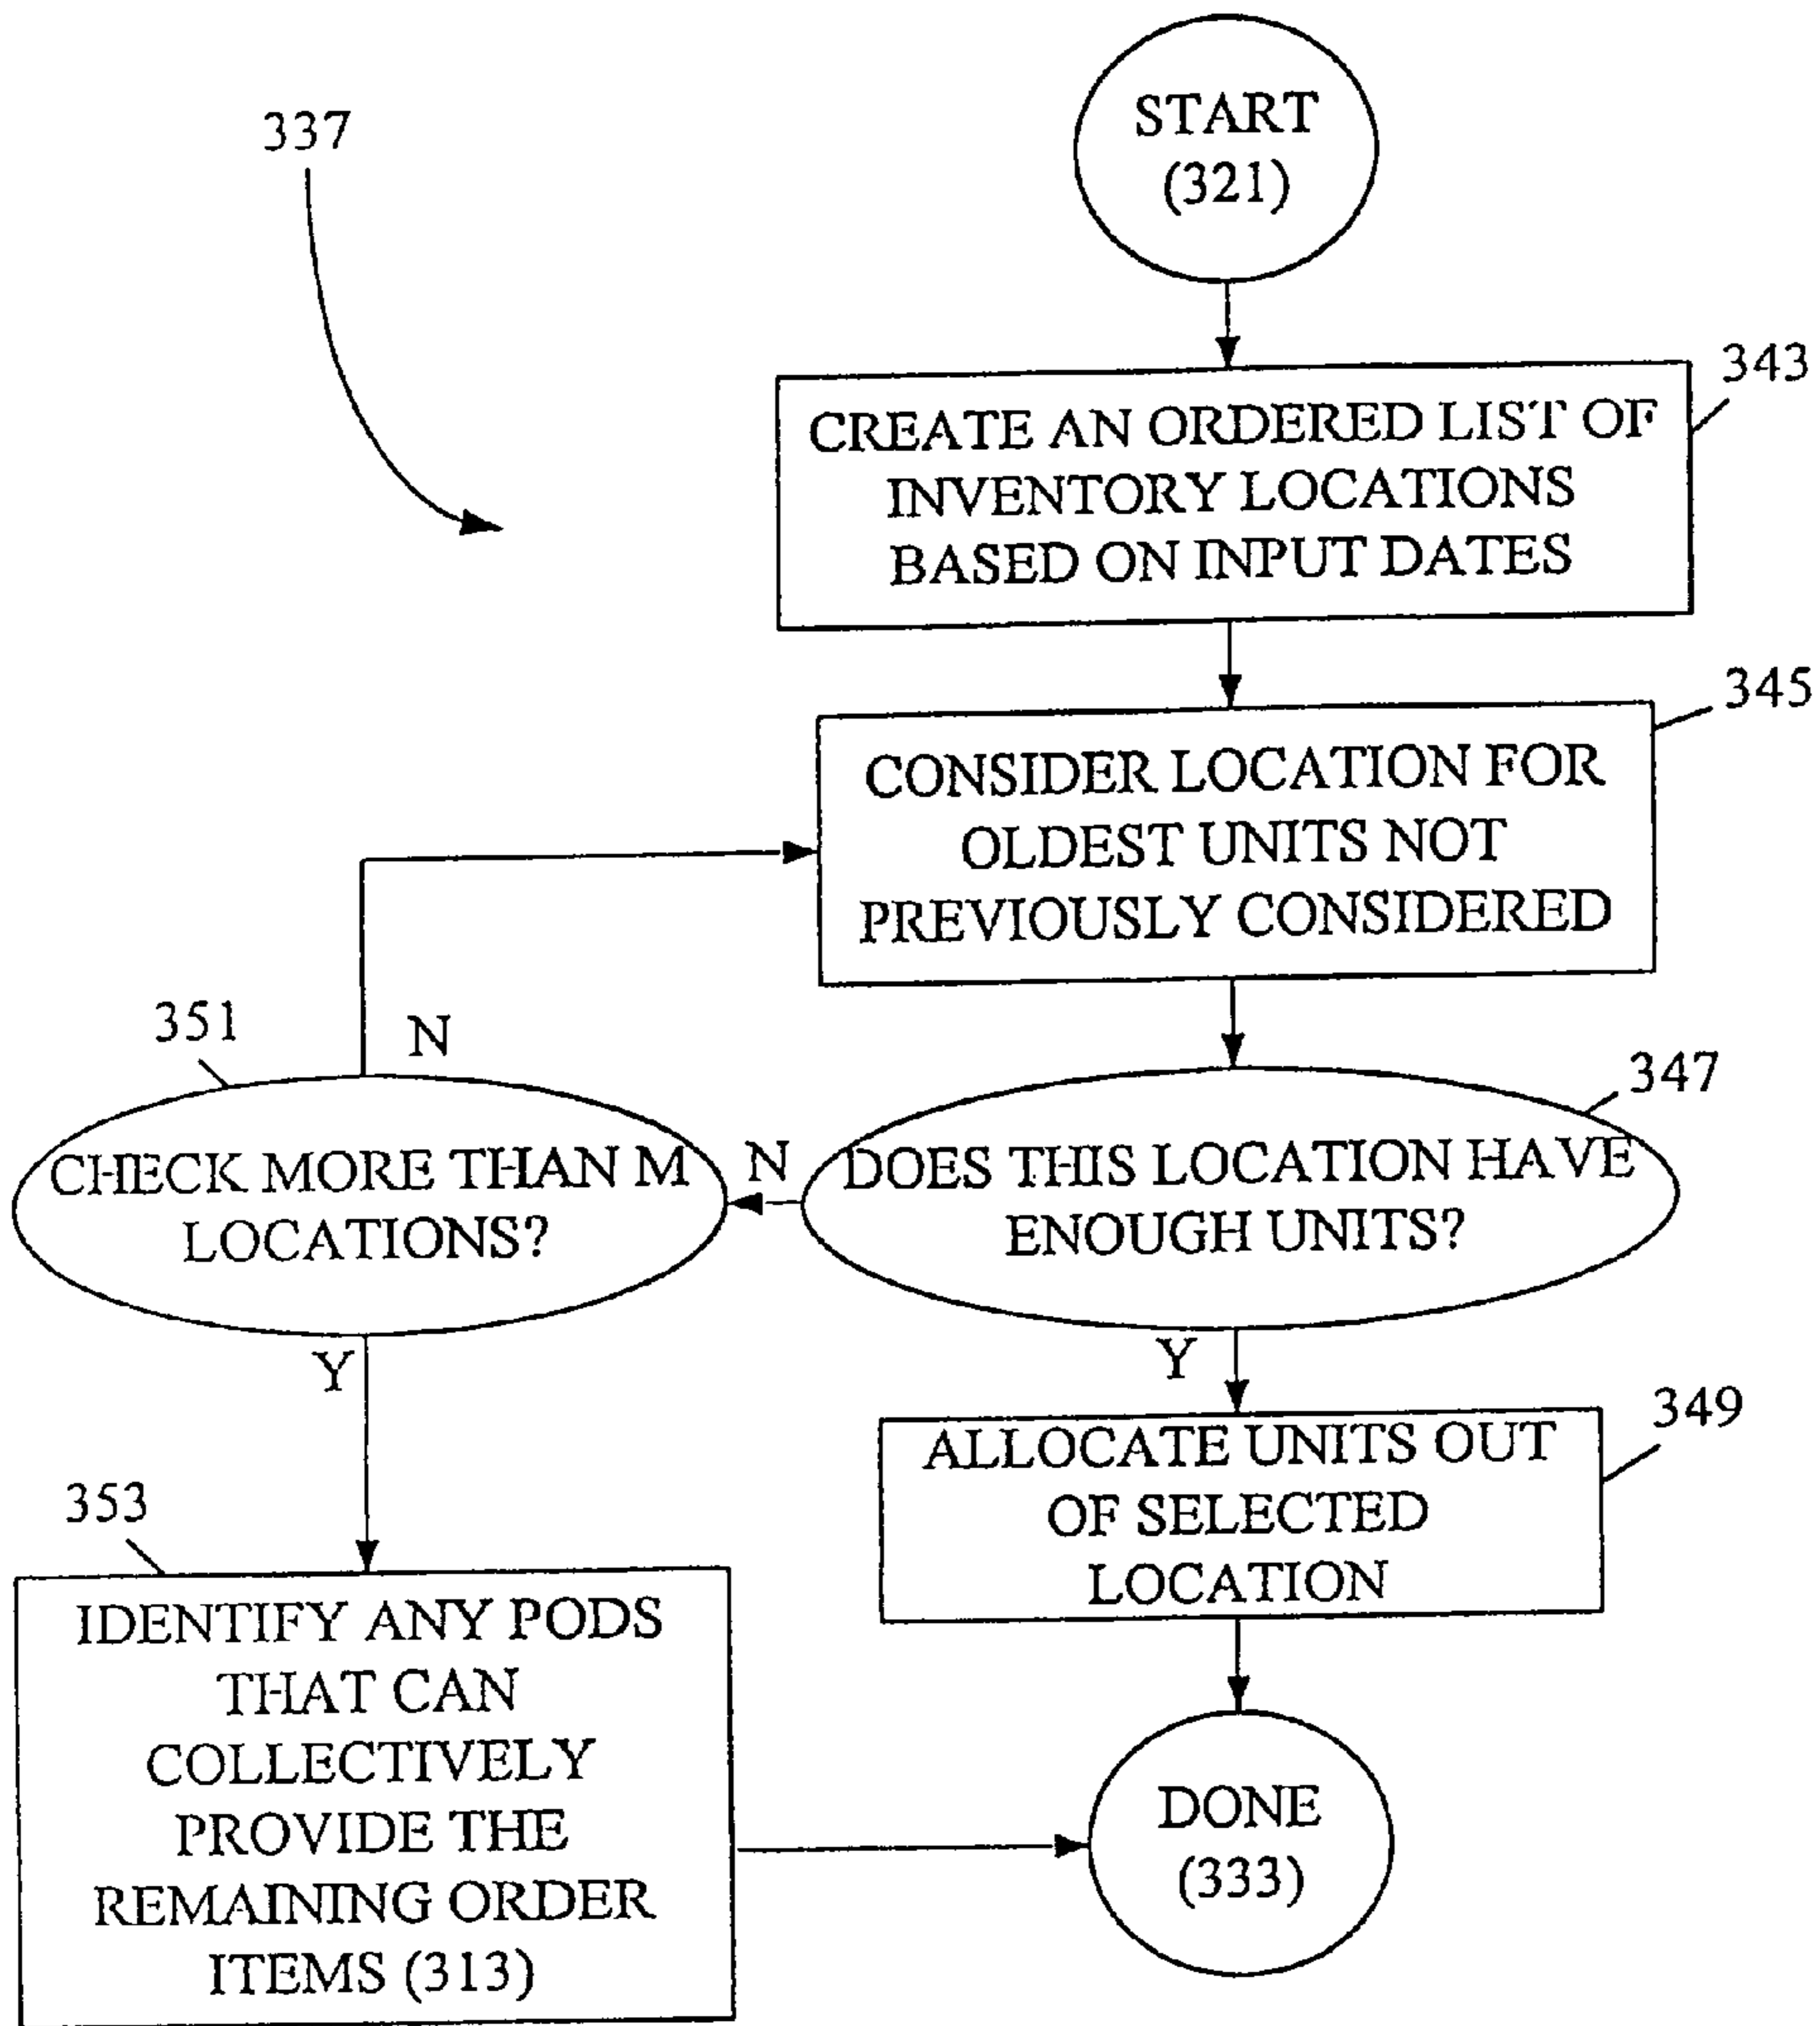 START
(321)
337
343
CREATE AN ORDERED LIST OF
INVENTORY LOCATIONS
BASED ON INPUT DATES
345
CONSIDER LOCATION FOR
OLDEST UNITS NOT
PREVIOUSLY CONSIDERED
351
N
347
CHECK MORE THAN M
LOCATIONS?
N
DOES THIS LOCATION HAVE
ENOUGH UNITS?
Y
Y
349
ALLOCATE UNITS OUT
OF SELECTED
LOCATION
353
IDENTIFY ANY PODS
THAT CAN
COLLECTIVELY
PROVIDE THE
REMAINING ORDER
ITEMS (313)
DONE
(333)